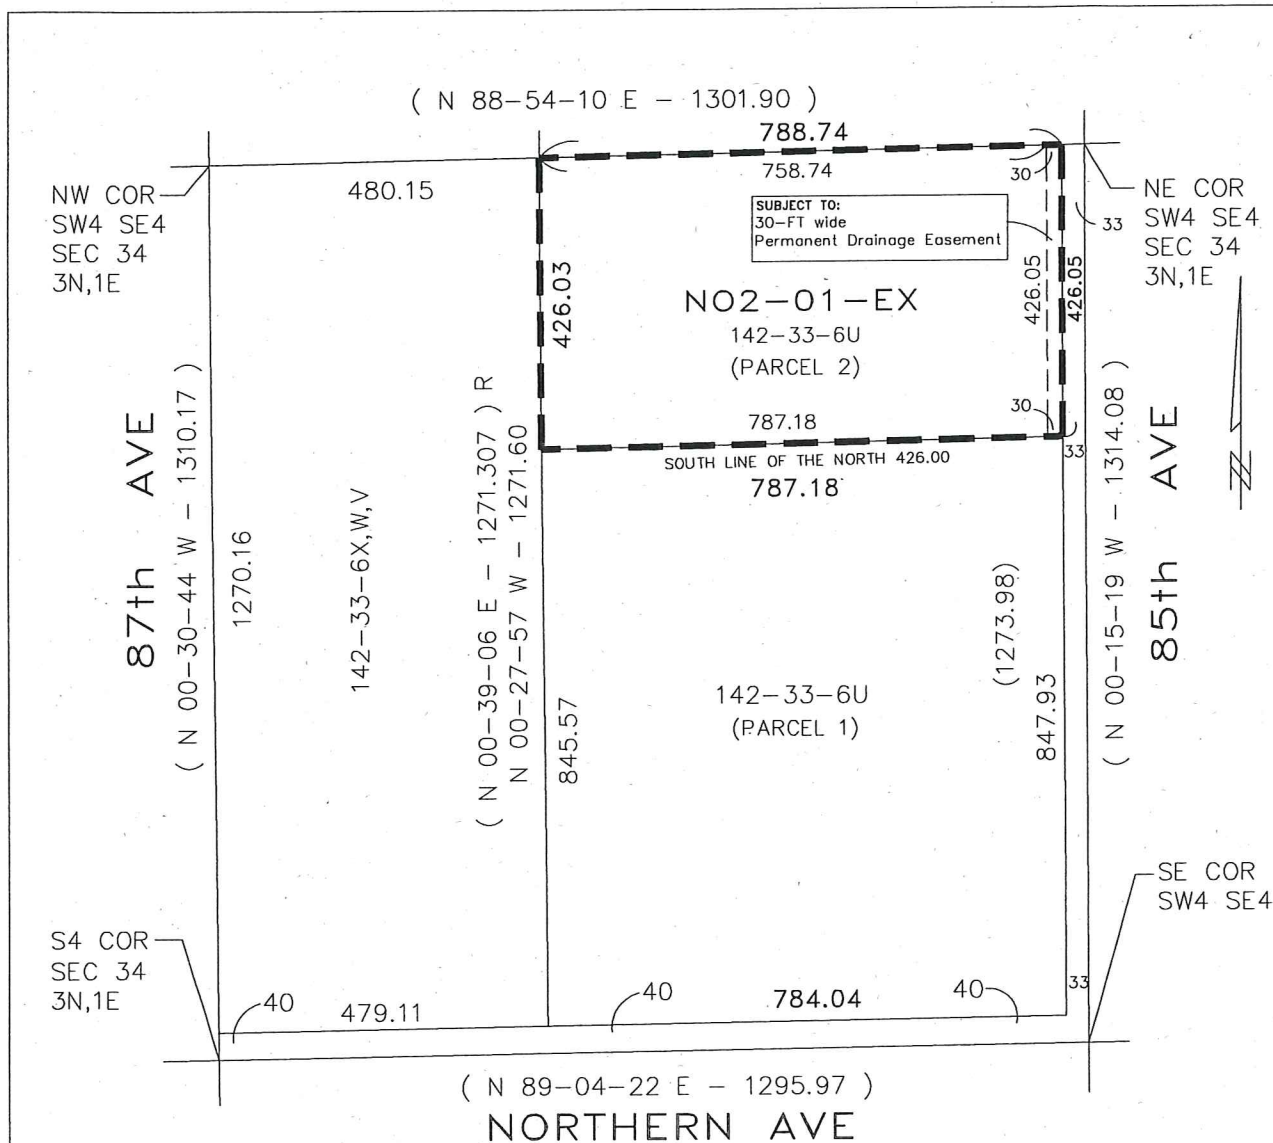 ( N 88-54-10 E - 1301.90 )
788.74
758.74
30
480.15
NW COR
SW4 SE4
SEC 34
3N,1E
NE COR
SW4 SE4
SEC 34
3N,1E
33
SUBJECT TO:
30-FT wide
Permanent Drainage Easement
426.03
426.05
426.05
NO2-01-EX
142-33-6U
(PARCEL 2)
787.18
30
33
SOUTH LINE OF THE NORTH 426.00
787.18
87th AVE
( N 00-30-44 W - 1310.17 )
1270.16
142-33-6X,W,V
( N 00-39-06 E - 1271.307 ) R
N 00-27-57 W - 1271.60
845.57
142-33-6U
(PARCEL 1)
(1273.98)
847.93
( N 00-15-19 W - 1314.08 )
85th AVE
N
SE COR
SW4 SE4
S4 COR
SEC 34
3N,1E
40
479.11
40
784.04
40
33
( N 89-04-22 E - 1295.97 )
NORTHERN AVE